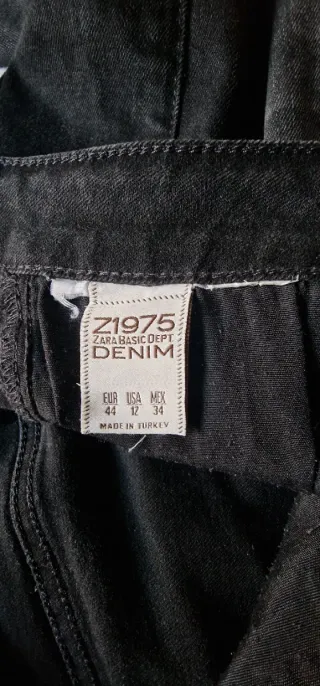 Z1975
ZARA BASIC DEPT
DENIM
EUR USA MEX
44 12 34
MADE IN TURKEY